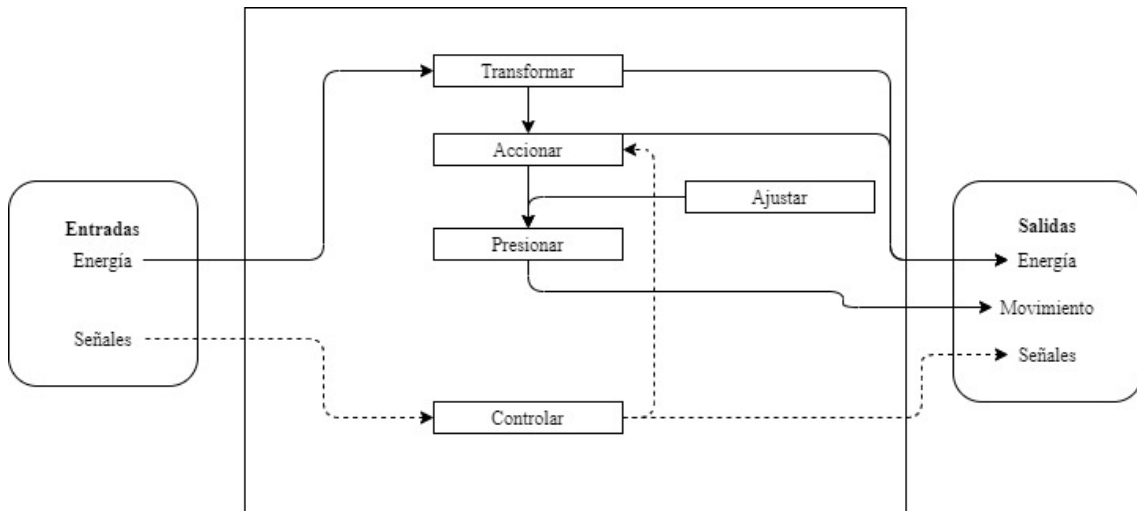 Transformar
Accionar
Ajustar
Presionar
Controlar
Entradas
Energía
Señales
Salidas
Energía
Movimiento
Señales